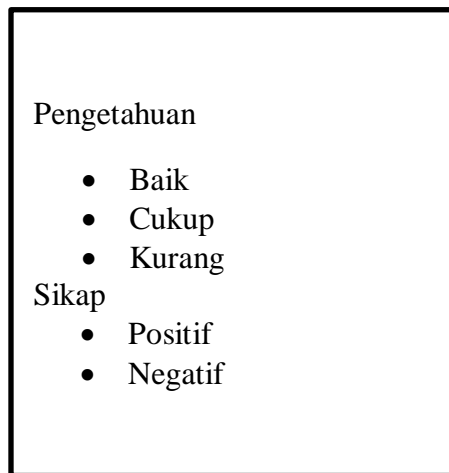 Pengetahuan
• Baik
• Cukup
• Kurang
Sikap
• Positif
• Negatif